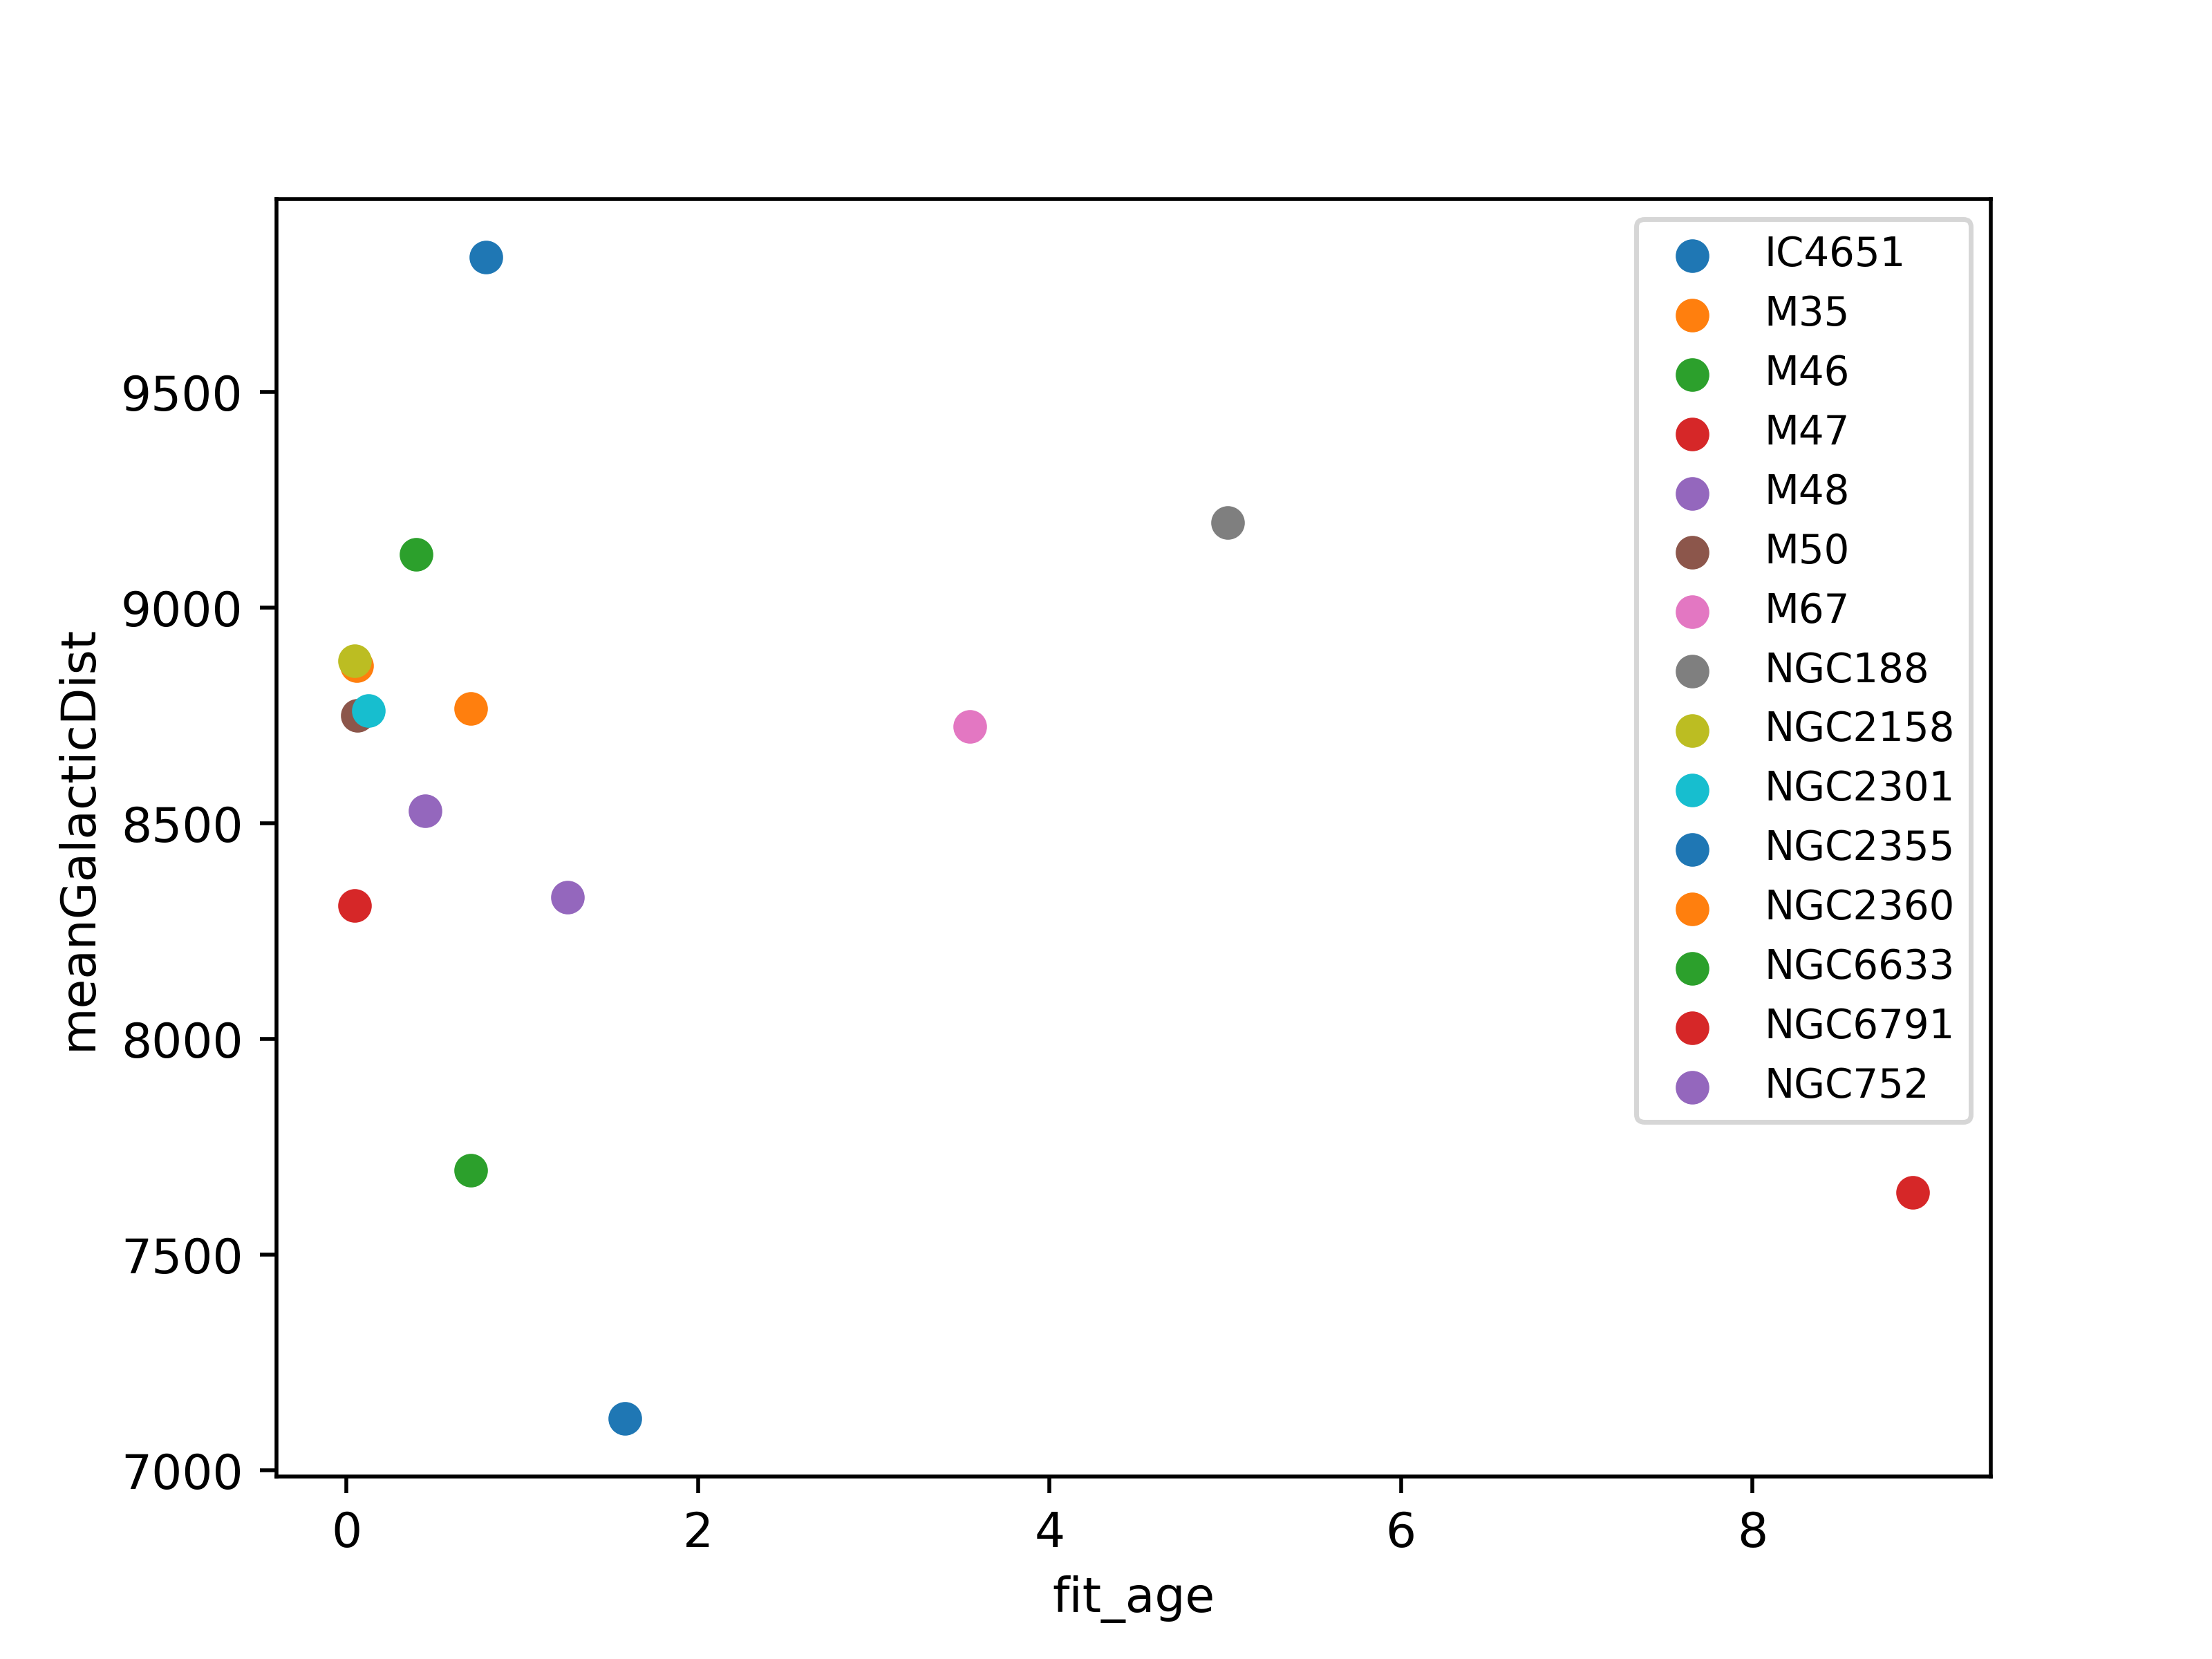 meanGalacticDist
9500
9000
8500
8000
7500
7000
0 2 4 6 8
fit_age
IC4651
M35
M46
M47
M48
M50
M67
NGC188
NGC2158
NGC2301
NGC2355
NGC2360
NGC6633
NGC6791
NGC752